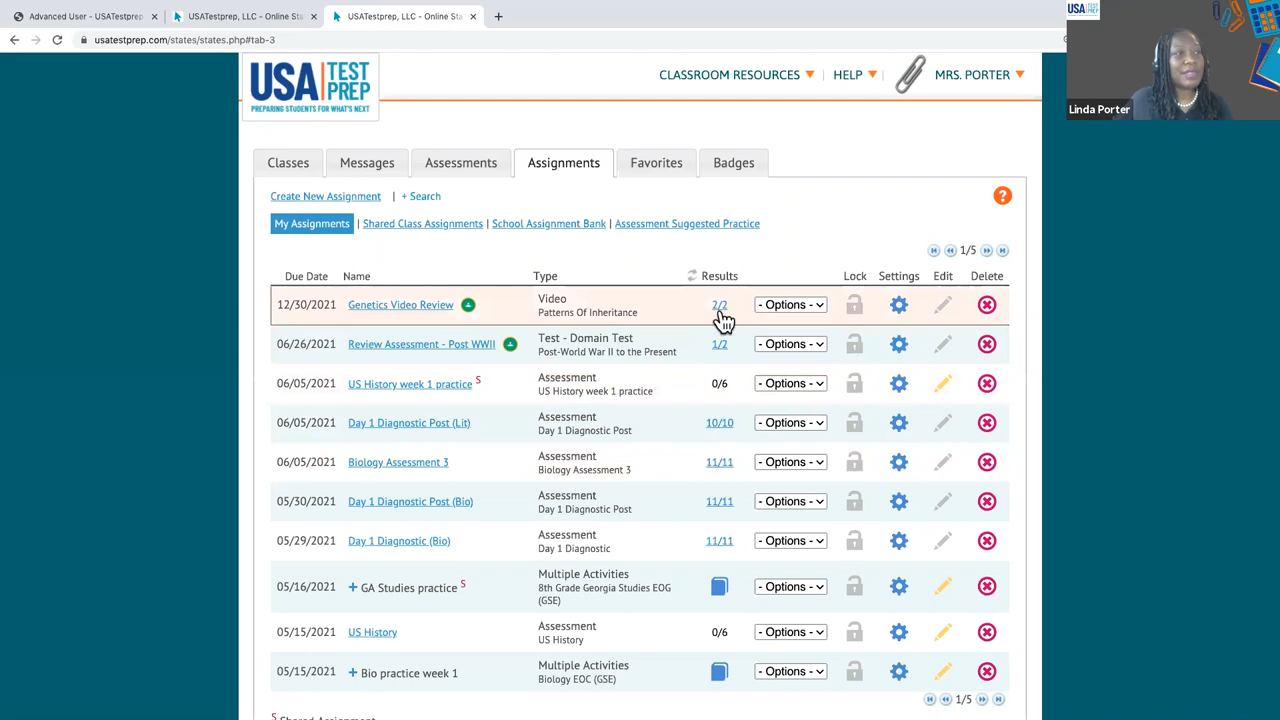 Advanced User - USATestprep
USATestprep, LLC - Online Sta
USATestprep, LLC - Online Sta
usatestprep.com/states/states.php#tab-3
USA TEST PREP
PREPARING STUDENTS FOR WHAT'S NEXT
CLASSROOM RESOURCES
HELP
MRS. PORTER
USA TEST PREP
Linda Porter
Classes
Messages
Assessments
Assignments
Favorites
Badges
Create New Assignment | + Search
?
My Assignments | Shared Class Assignments | School Assignment Bank | Assessment Suggested Practice
1/5
Due Date Name Type Results Lock Settings Edit Delete
12/30/2021 Genetics Video Review Video 2/2 - Options -
Patterns Of Inheritance
06/26/2021 Review Assessment - Post WWII Test - Domain Test 1/2 - Options -
Post-World War II to the Present
06/05/2021 US History week 1 practice S Assessment 0/6 - Options -
US History week 1 practice
06/05/2021 Day 1 Diagnostic Post (Lit) Assessment 10/10 - Options -
Day 1 Diagnostic Post
06/05/2021 Biology Assessment 3 Assessment 11/11 - Options -
Biology Assessment 3
05/30/2021 Day 1 Diagnostic Post (Bio) Assessment 11/11 - Options -
Day 1 Diagnostic Post
05/29/2021 Day 1 Diagnostic (Bio) Assessment 11/11 - Options -
Day 1 Diagnostic
05/16/2021 + GA Studies practice S Multiple Activities - Options -
8th Grade Georgia Studies EOG
(GSE)
05/15/2021 US History Assessment 0/6 - Options -
US History
05/15/2021 + Bio practice week 1 Multiple Activities - Options -
Biology EOC (GSE)
1/5
S Shared Assignment